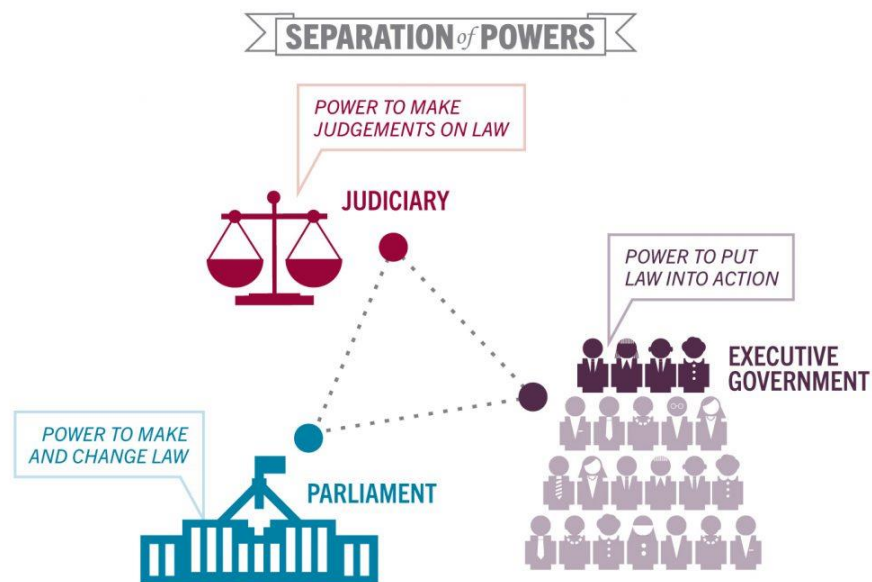 SEPARATION of POWERS
POWER TO MAKE
JUDGEMENTS ON LAW
JUDICIARY
POWER TO PUT
LAW INTO ACTION
EXECUTIVE
GOVERNMENT
POWER TO MAKE
AND CHANGE LAW
PARLIAMENT